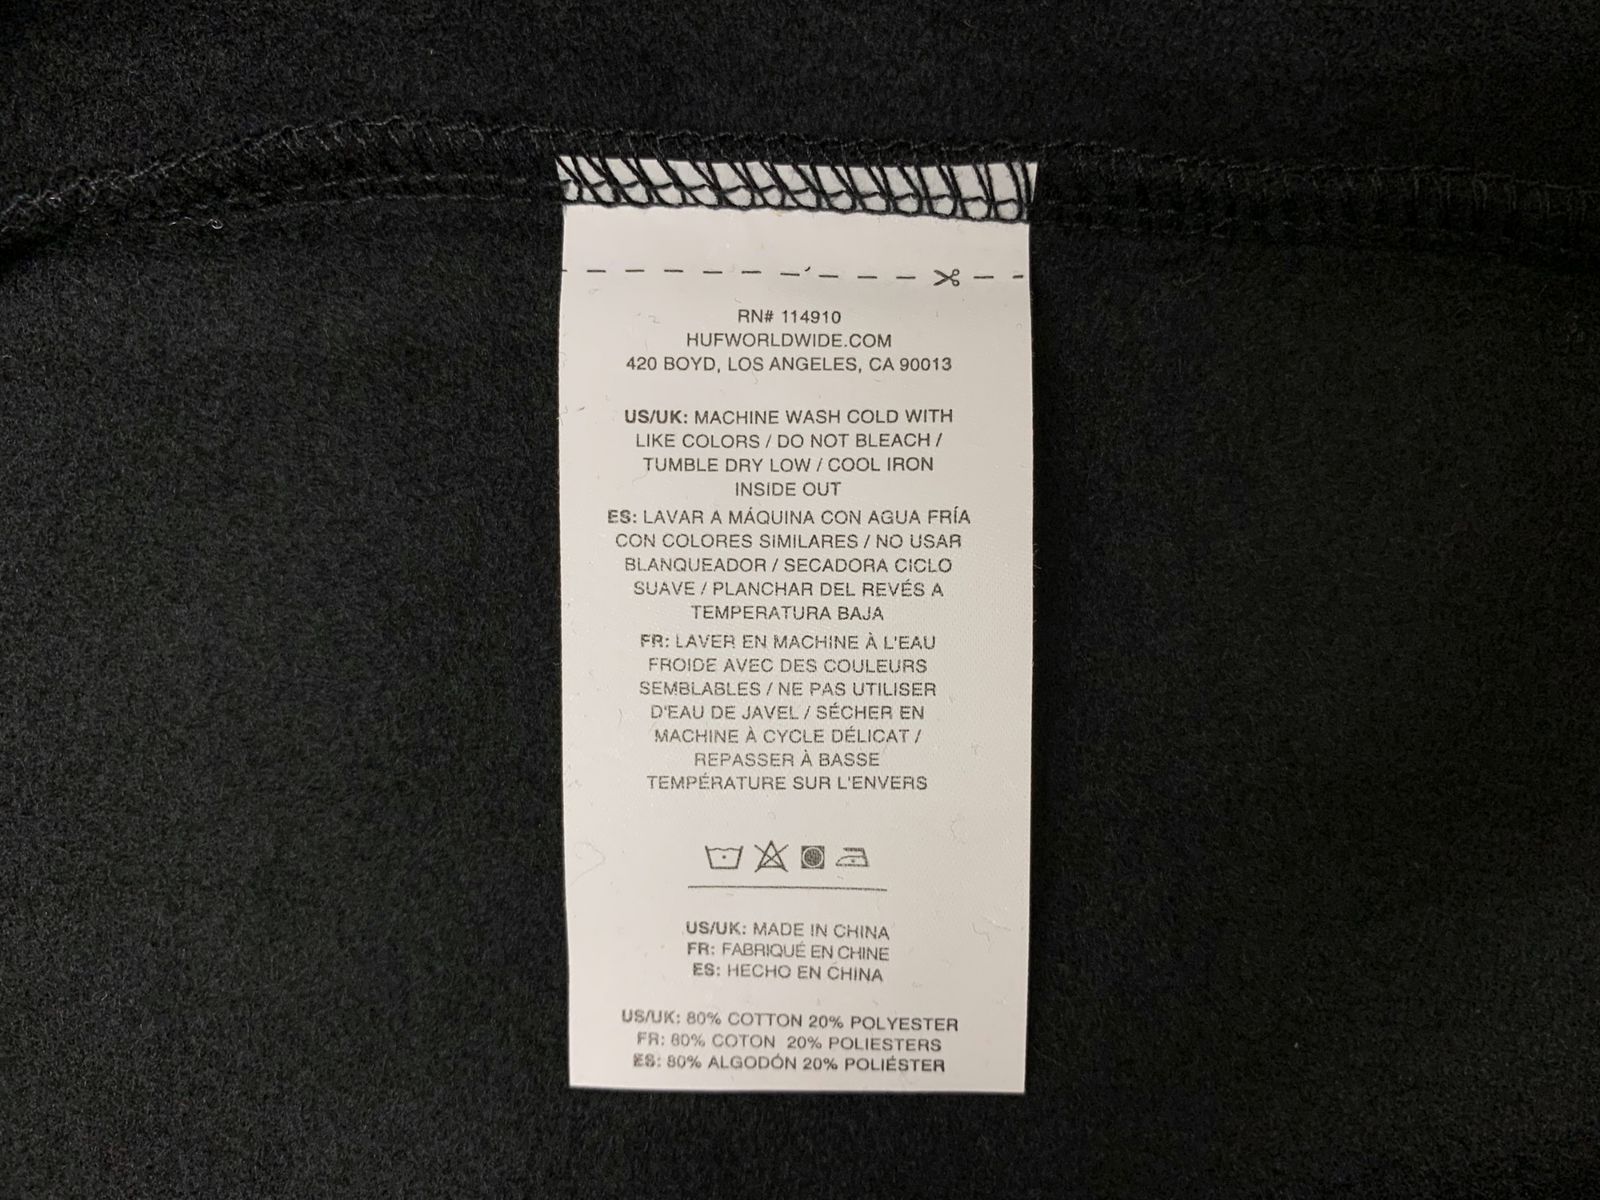 RN# 114910
HUFWORLDWIDE.COM
420 BOYD, LOS ANGELES, CA 90013
US/UK: MACHINE WASH COLD WITH
LIKE COLORS / DO NOT BLEACH /
TUMBLE DRY LOW / COOL IRON
INSIDE OUT
ES: LAVAR A MÁQUINA CON AGUA FRÍA
CON COLORES SIMILARES / NO USAR
BLANQUEADOR / SECADORA CICLO
SUAVE / PLANCHAR DEL REVÉS A
TEMPERATURA BAJA
FR: LAVER EN MACHINE À L'EAU
FROIDE AVEC DES COULEURS
SEMBLABLES / NE PAS UTILISER
D'EAU DE JAVEL / SÉCHER EN
MACHINE À CYCLE DÉLICAT /
REPASSER À BASSE
TEMPÉRATURE SUR L'ENVERS
US/UK: MADE IN CHINA
FR: FABRIQUÉ EN CHINE
ES: HECHO EN CHINA
US/UK: 80% COTTON 20% POLYESTER
FR: 80% COTON 20% POLIESTERS
ES: 80% ALGODÓN 20% POLIÉSTER